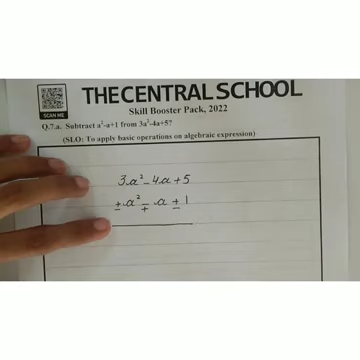 SCAN ME
THE CENTRAL SCHOOL
Skill Booster Pack, 2022
Q.7.a. Subtract a²-a+1 from 3a²-4a+5?
(SLO: To apply basic operations on algebraic expression)
3a² - 4a + 5
+ a² - a + 1
- + -